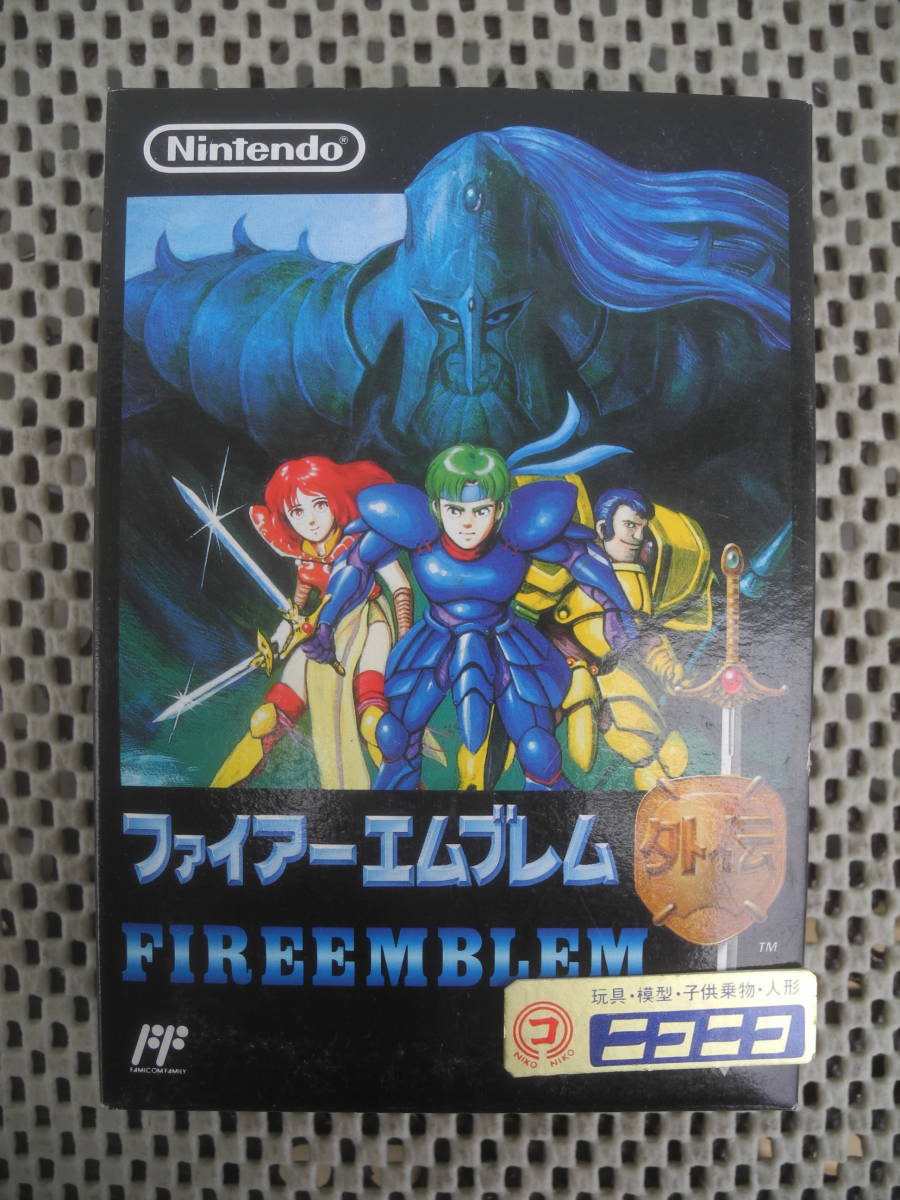 Nintendo®
ファイアーエムブレム
外伝
FIREEMBLEM
TM
玩具・模型・子供乗物・人形
コ
NIKO NIKO
ニコニコ
FF
FAMICOM FAMILY